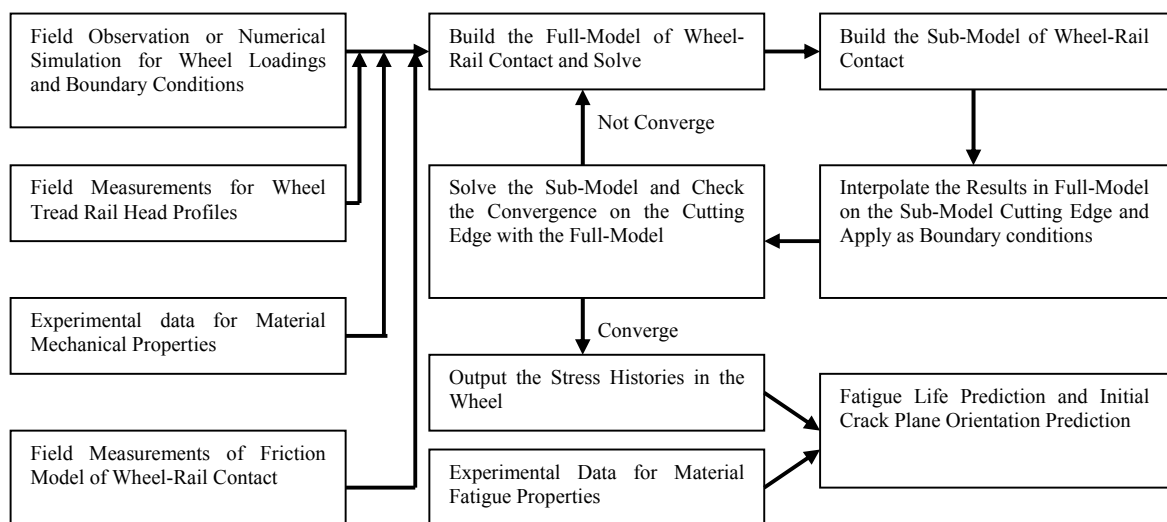 Field Observation or Numerical
Simulation for Wheel Loadings
and Boundary Conditions
Build the Full-Model of Wheel-
Rail Contact and Solve
Build the Sub-Model of Wheel-Rail
Contact
Not Converge
Field Measurements for Wheel
Tread Rail Head Profiles
Solve the Sub-Model and Check
the Convergence on the Cutting
Edge with the Full-Model
Interpolate the Results in Full-Model
on the Sub-Model Cutting Edge and
Apply as Boundary conditions
Experimental data for Material
Mechanical Properties
Converge
Output the Stress Histories in the
Wheel
Fatigue Life Prediction and Initial
Crack Plane Orientation Prediction
Field Measurements of Friction
Model of Wheel-Rail Contact
Experimental Data for Material
Fatigue Properties